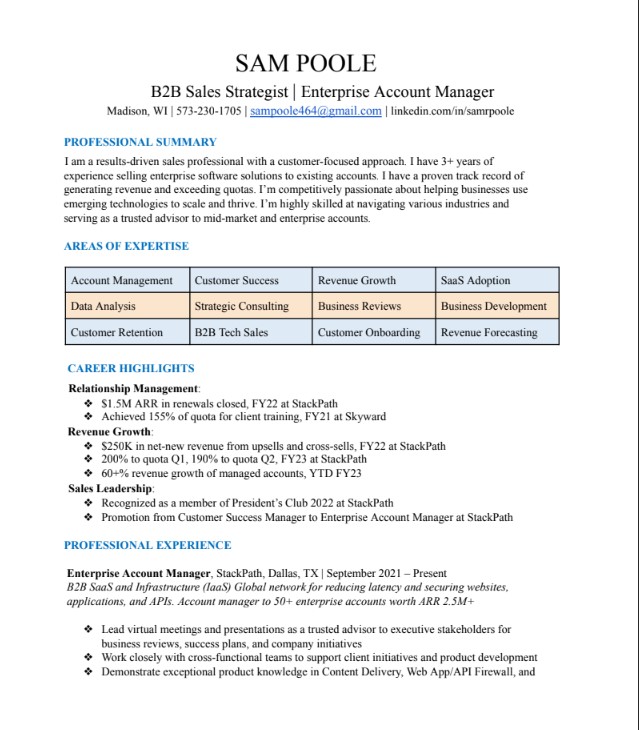 SAM POOLE
B2B Sales Strategist | Enterprise Account Manager
Madison, WI | 573-230-1705 | sampoole464@gmail.com | linkedin.com/in/samrpoole
PROFESSIONAL SUMMARY
I am a results-driven sales professional with a customer-focused approach. I have 3+ years of
experience selling enterprise software solutions to existing accounts. I have a proven track record of
generating revenue and exceeding quotas. I'm competitively passionate about helping businesses use
emerging technologies to scale and thrive. I'm highly skilled at navigating various industries and
serving as a trusted advisor to mid-market and enterprise accounts.
AREAS OF EXPERTISE
Account Management Customer Success Revenue Growth SaaS Adoption
Data Analysis Strategic Consulting Business Reviews Business Development
Customer Retention B2B Tech Sales Customer Onboarding Revenue Forecasting
CAREER HIGHLIGHTS
Relationship Management:
❖ $1.5M ARR in renewals closed, FY22 at StackPath
❖ Achieved 155% of quota for client training, FY21 at Skyward
Revenue Growth:
❖ $250K in net-new revenue from upsells and cross-sells, FY22 at StackPath
❖ 200% to quota Q1, 190% to quota Q2, FY23 at StackPath
❖ 60+% revenue growth of managed accounts, YTD FY23
Sales Leadership:
❖ Recognized as a member of President's Club 2022 at StackPath
❖ Promotion from Customer Success Manager to Enterprise Account Manager at StackPath
PROFESSIONAL EXPERIENCE
Enterprise Account Manager, StackPath, Dallas, TX | September 2021 – Present
B2B SaaS and Infrastructure (IaaS) Global network for reducing latency and securing websites,
applications, and APIs. Account manager to 50+ enterprise accounts worth ARR 2.5M+
❖ Lead virtual meetings and presentations as a trusted advisor to executive stakeholders for
business reviews, success plans, and company initiatives
❖ Work closely with cross-functional teams to support client initiatives and product development
❖ Demonstrate exceptional product knowledge in Content Delivery, Web App/API Firewall, and